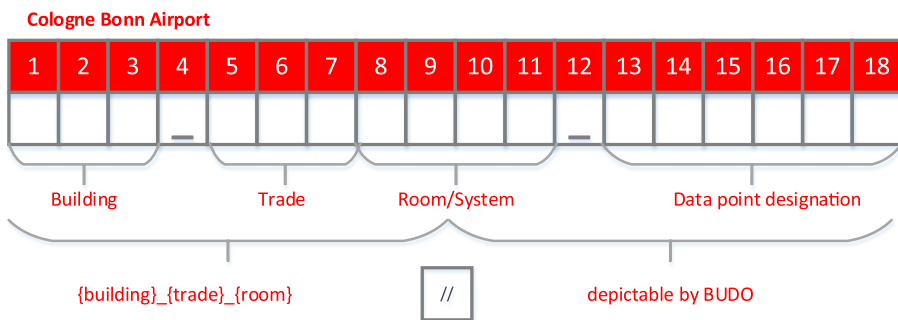 Cologne Bonn Airport
1 2 3 4 5 6 7 8 9 10 11 12 13 14 15 16 17 18
_ _
Building Trade Room/System Data point designation
{building}_{trade}_{room} // depictable by BUDO